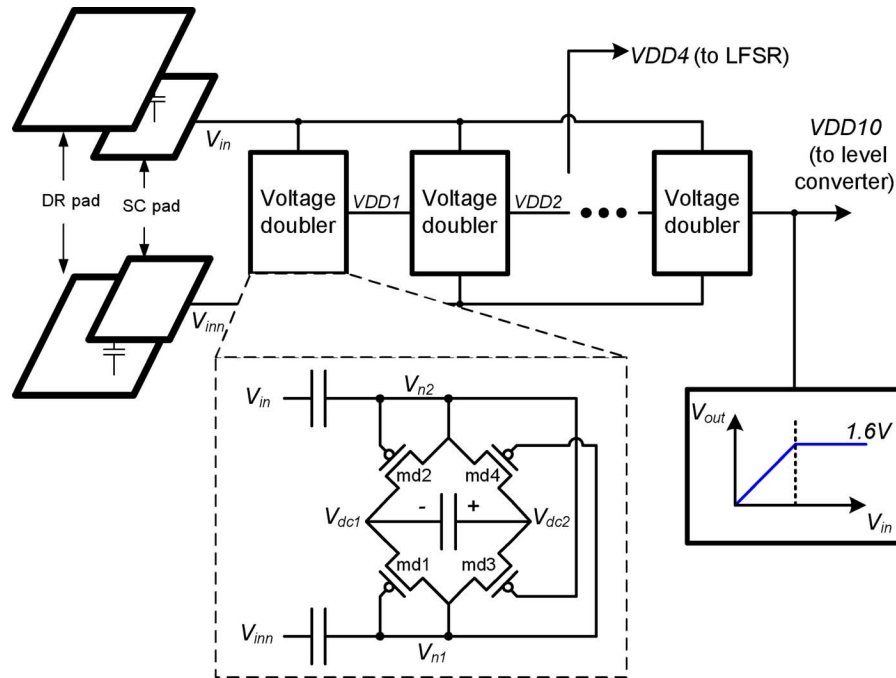 VDD4 (to LFSR)
Vin
VDD10
(to level
converter)
DR pad
SC pad
Voltage
doubler
VDD1
Voltage
doubler
VDD2
Voltage
doubler
Vinn
Vin
Vn2
md2
md4
Vdc1
-
+
Vdc2
md1
md3
Vinn
Vn1
Vout
1.6V
Vin